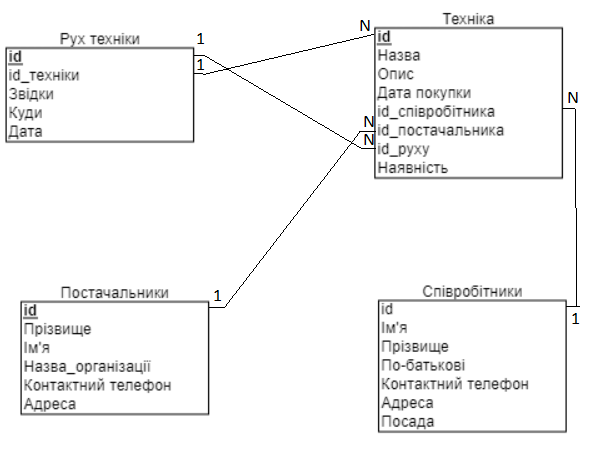 Рух техніки
id
id_техніки
Звідки
Куди
Дата
1
1
N
Техніка
id
Назва
Опис
Дата покупки
id_співробітника
id_постачальника
id_руху
Наявність
N
N
N
Постачальники
id
Прізвище
Ім'я
Назва_організації
Контактний телефон
Адреса
1
Співробітники
id
Ім'я
Прізвище
По-батькові
Контактний телефон
Адреса
Посада
1